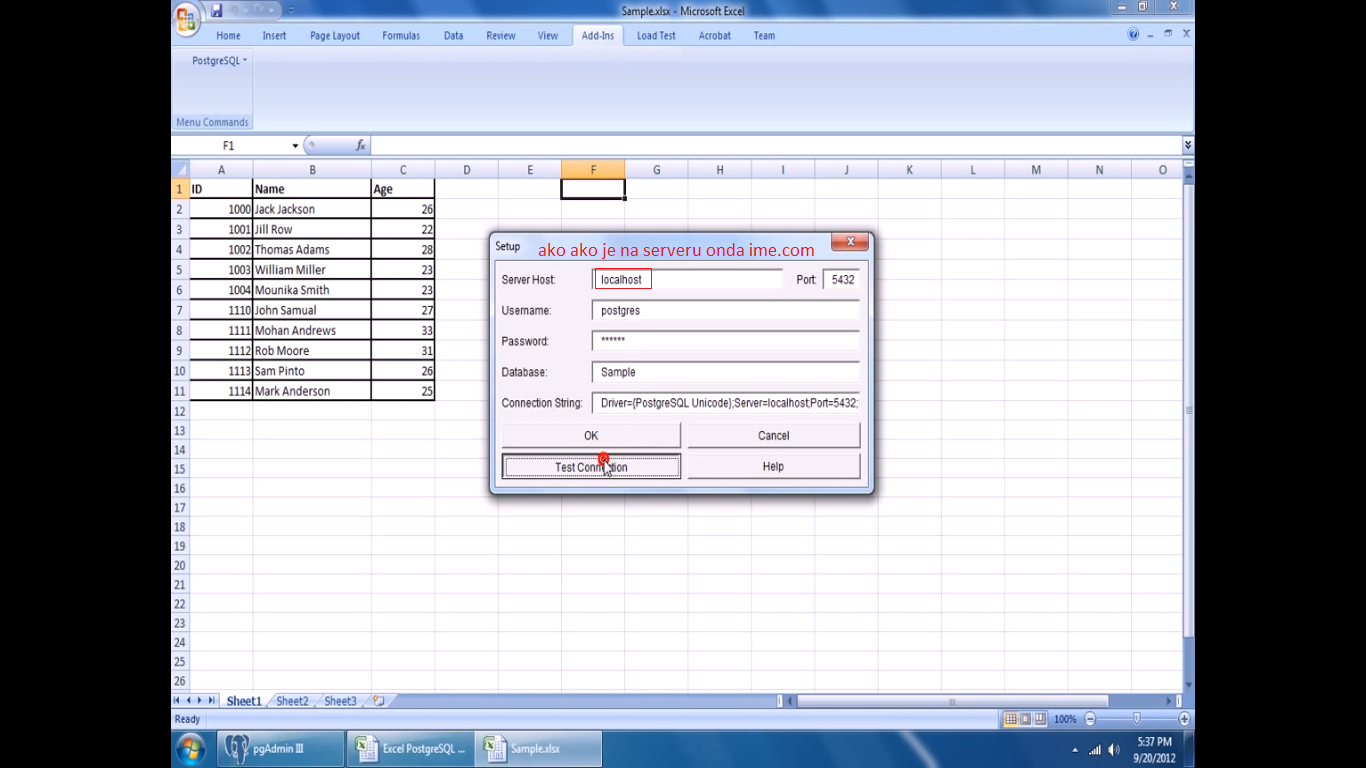 Sample.xlsx - Microsoft Excel
Home Insert Page Layout Formulas Data Review View Add-Ins Load Test Acrobat Team
PostgreSQL
Menu Commands
F1 fx
A B C D E F G H I J K L M N O
1 ID Name Age
2 1000 Jack Jackson 26
3 1001 Jill Row 22
4 1002 Thomas Adams 28
5 1003 William Miller 23
6 1004 Mounika Smith 23
7 1110 John Samual 27
8 1111 Mohan Andrews 33
9 1112 Rob Moore 31
10 1113 Sam Pinto 26
11 1114 Mark Anderson 25
12
13
14
15
16
17
18
19
20
21
22
23
24
25
26
Setup ako ako je na serveru onda ime.com
Server Host: localhost Port: 5432
Username: postgres
Password: ******
Database: Sample
Connection String: Driver={PostgreSQL Unicode};Server=localhost;Port=5432;
OK Cancel
Test Connection Help
Sheet1 Sheet2 Sheet3
Ready 100%
pgAdmin III Excel PostgreSQL ... Sample.xlsx 5:37 PM
9/20/2012